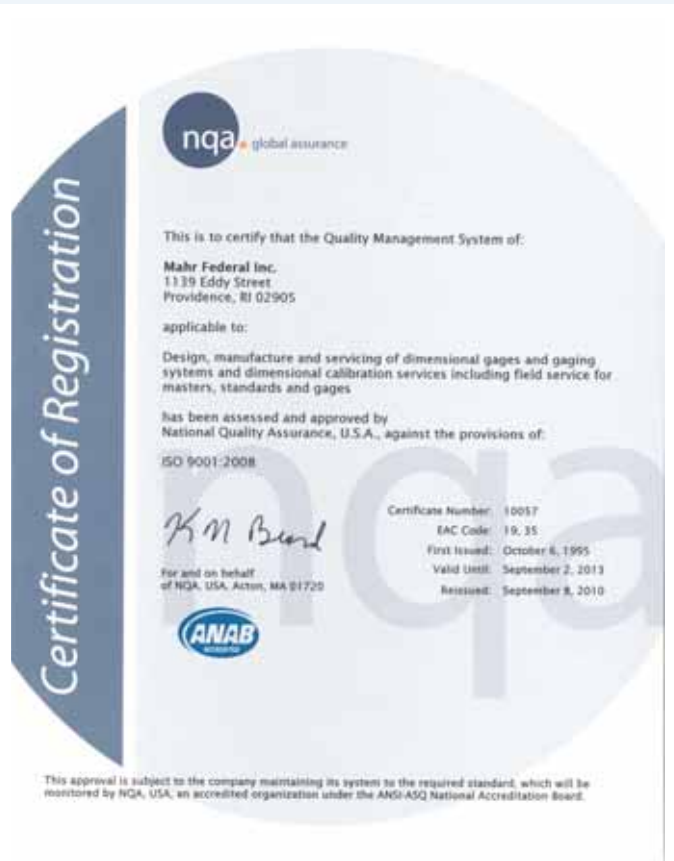 Certificate of Registration
nqa. global assurance
This is to certify that the Quality Management System of:
Mahr Federal Inc.
1139 Eddy Street
Providence, RI 02905
applicable to:
Design, manufacture and servicing of dimensional gages and gaging
systems and dimensional calibration services including field service for
masters, standards and gages
has been assessed and approved by
National Quality Assurance, U.S.A., against the provisions of:
ISO 9001:2008
nqa
Certificate Number: 10057
EAC Code: 19, 35
First Issued: October 6, 1995
Valid Until: September 2, 2013
Reissued: September 8, 2010
K M Beard
For and on behalf
of NQA, USA, Acton, MA 01720
ANAB
ACCREDITED
This approval is subject to the company maintaining its system to the required standard, which will be
monitored by NQA, USA, an accredited organization under the ANSI-ASQ National Accreditation Board.